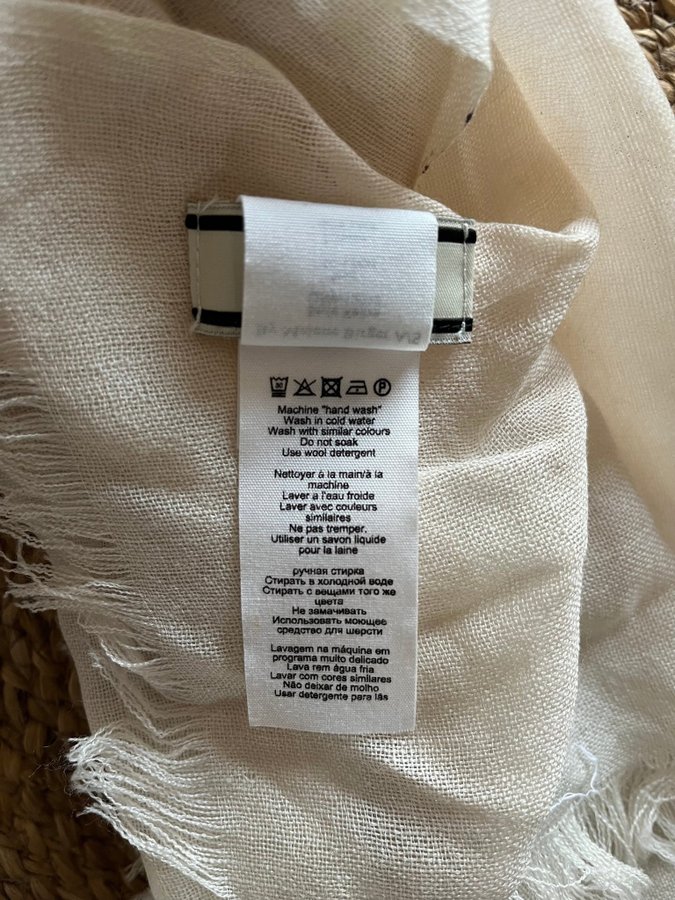 Machine "hand wash"
Wash in cold water
Wash with similar colours
Do not soak
Use wool detergent
Nettoyer à la main/à la
machine
Laver a l'eau froide
Laver avec couleurs
similaires
Ne pas tremper.
Utiliser un savon liquide
pour la laine
ручная стирка
Стирать в холодной воде
Стирать с вещами того же
цвета
Не замачивать
Использовать моющее
средство для шерсти
Lavagem na máquina em
programa muito delicado
Lava rem água fria
Lavar com cores similares
Não deixar de molho
Usar detergente para lãs